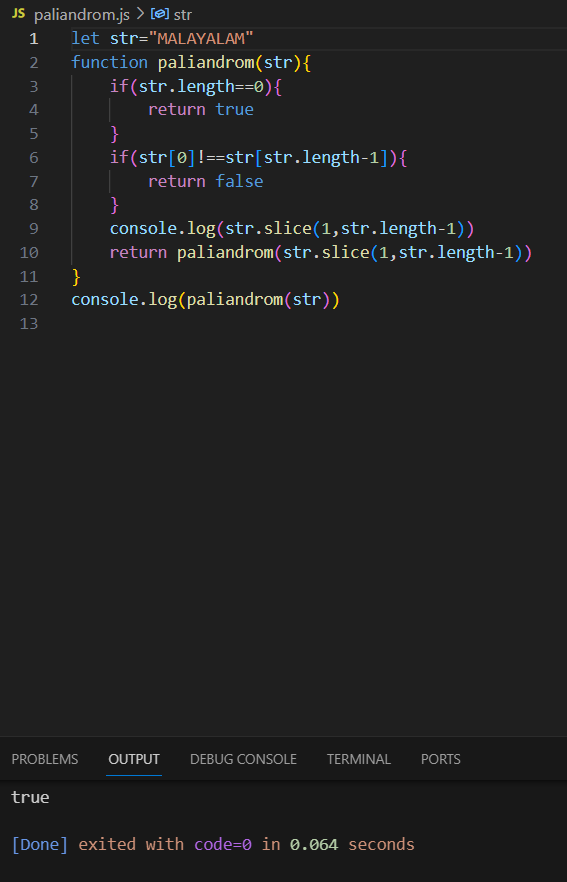 JS paliandrom.js > str
1 let str="MALAYALAM"
2 function paliandrom(str){
3 if(str.length==0){
4 return true
5 }
6 if(str[0]!==str[str.length-1]){
7 return false
8 }
9 console.log(str.slice(1,str.length-1))
10 return paliandrom(str.slice(1,str.length-1))
11 }
12 console.log(paliandrom(str))
13
PROBLEMS OUTPUT DEBUG CONSOLE TERMINAL PORTS
true
[Done] exited with code=0 in 0.064 seconds